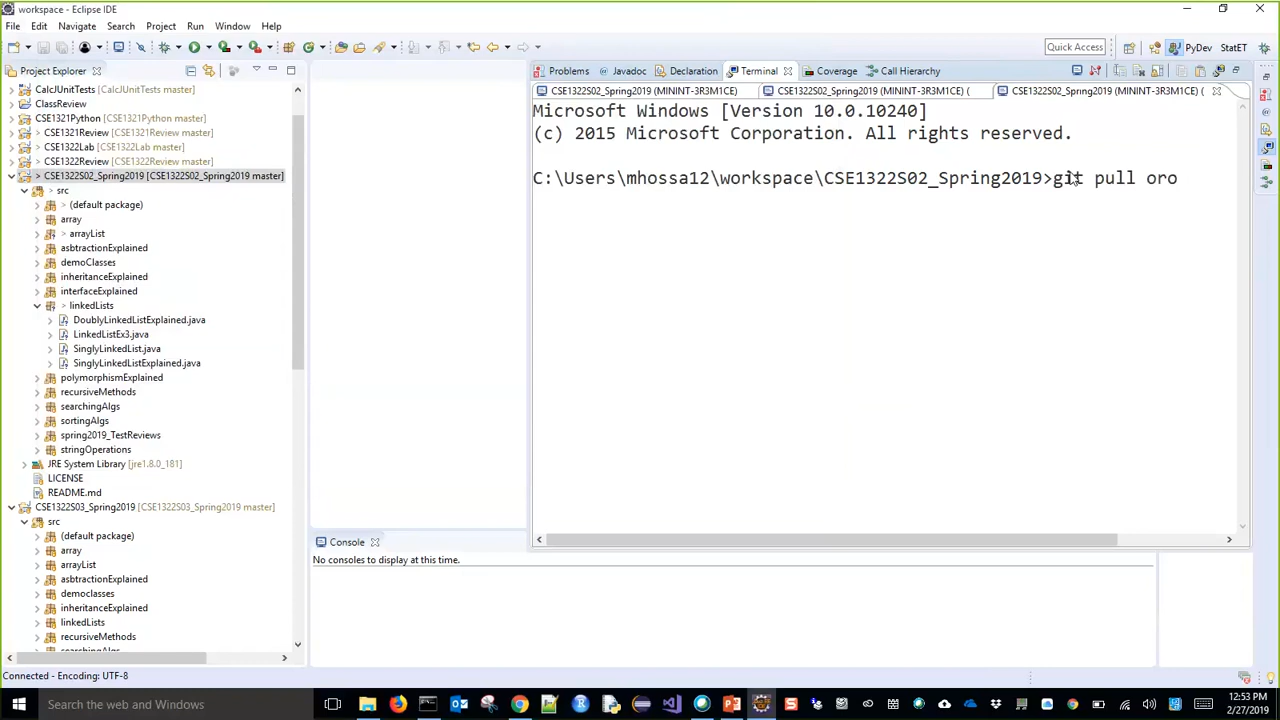 workspace - Eclipse IDE
File Edit Navigate Search Project Run Window Help
Quick Access
PyDev
StatET
Project Explorer
CalcJUnitTests [CalcJUnitTests master]
ClassReview
CSE1321Python [CSE1321Python master]
> CSE1321Review [CSE1321Review master]
> CSE1322Lab [CSE1322Lab master]
> CSE1322Review [CSE1322Review master]
> CSE1322S02_Spring2019 [CSE1322S02_Spring2019 master]
> src
(default package)
array
> arrayList
asbtractionExplained
demoClasses
inheritanceExplained
interfaceExplained
> linkedLists
DoublyLinkedListExplained.java
LinkedListEx3.java
SinglyLinkedList.java
SinglyLinkedListExplained.java
polymorphismExplained
recursiveMethods
searchingAlgs
sortingAlgs
spring2019_TestReviews
stringOperations
JRE System Library [jre1.8.0_181]
LICENSE
README.md
CSE1322S03_Spring2019 [CSE1322S03_Spring2019 master]
src
(default package)
array
arrayList
asbtractionExplained
democlasses
inheritanceExplained
linkedLists
recursiveMethods
searchingAlgs
Problems Javadoc Declaration Terminal Coverage Call Hierarchy
CSE1322S02_Spring2019 (MININT-3R3M1CE) CSE1322S02_Spring2019 (MININT-3R3M1CE) ( CSE1322S02_Spring2019 (MININT-3R3M1CE) (
Microsoft Windows [Version 10.0.10240]
(c) 2015 Microsoft Corporation. All rights reserved.
C:\Users\mhossa12\workspace\CSE1322S02_Spring2019>git pull oro
Console
No consoles to display at this time.
Connected - Encoding: UTF-8
Search the web and Windows
12:53 PM
2/27/2019